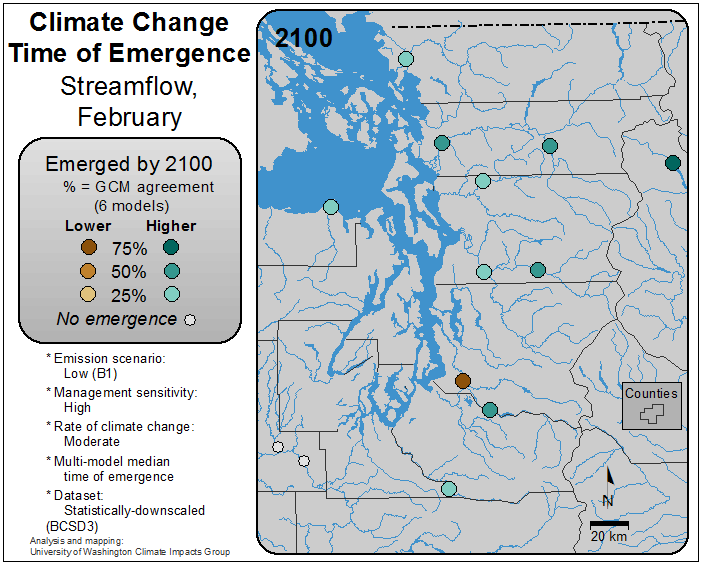 Climate Change
Time of Emergence
Streamflow,
February
Emerged by 2100
% = GCM agreement
(6 models)
Lower Higher
75%
50%
25%
No emergence
* Emission scenario:
Low (B1)
* Management sensitivity:
High
* Rate of climate change:
Moderate
* Multi-model median
time of emergence
* Dataset:
Statistically-downscaled
(BCSD3)
Analysis and mapping:
University of Washington Climate Impacts Group
2100
Counties
N
20 km